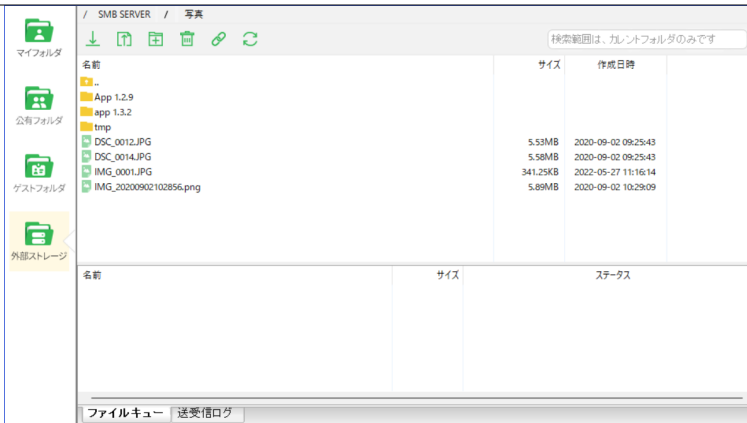 / SMB SERVER / 写真
マイフォルダ
公有フォルダ
ゲストフォルダ
外部ストレージ
検索範囲は、カレントフォルダのみです
名前 サイズ 作成日時
..
App 1.2.9
app 1.3.2
tmp
DSC_0012.JPG 5.53MB 2020-09-02 09:25:43
DSC_0014.JPG 5.58MB 2020-09-02 09:25:43
IMG_0001.JPG 341.25KB 2022-05-27 11:16:14
IMG_20200902102856.png 5.89MB 2020-09-02 10:29:09
名前 サイズ ステータス
ファイルキュー 送受信ログ